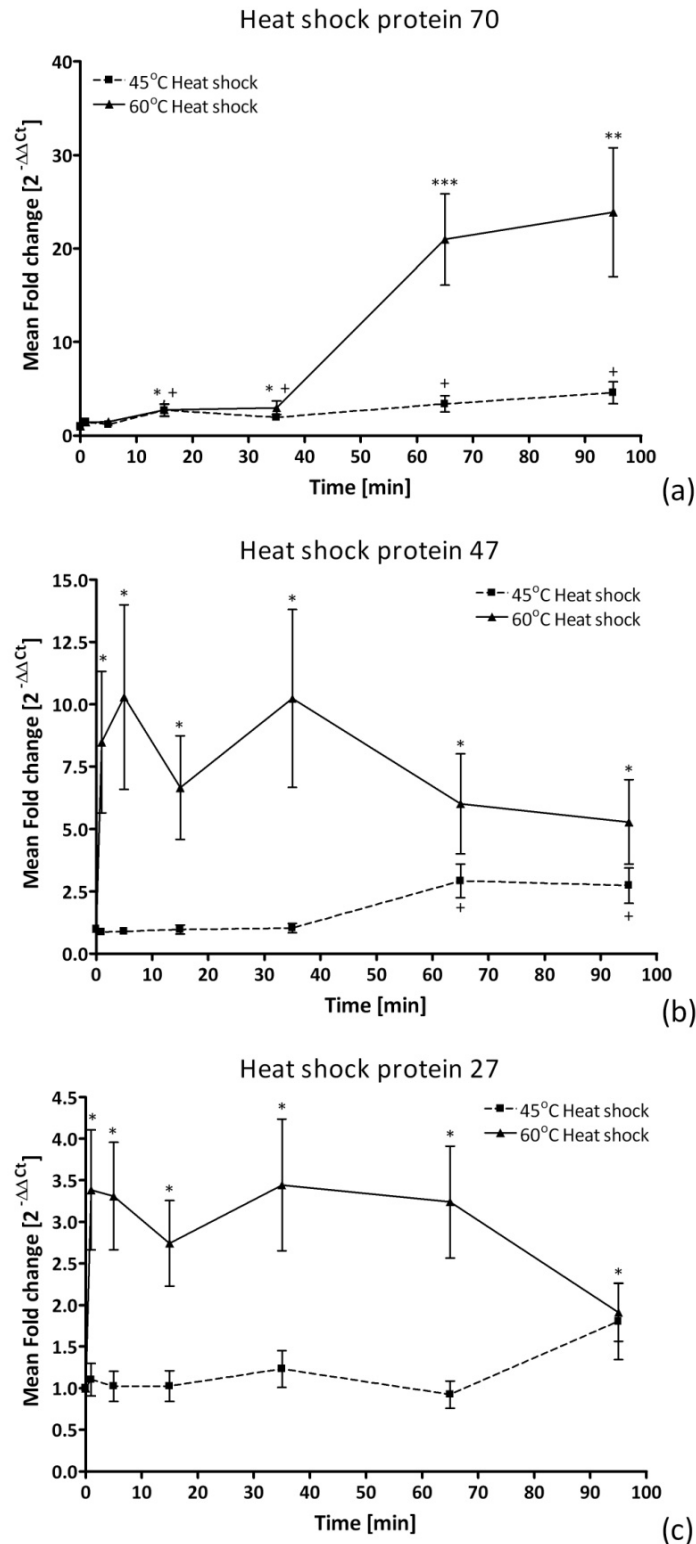 Heat shock protein 70
45°C Heat shock
60°C Heat shock
Mean Fold change [2^-ΔΔCt]
40
30
20
10
0
*** **
* + * + + +
0 10 20 30 40 50 60 70 80 90 100
Time [min]
(a)
Heat shock protein 47
45°C Heat shock
60°C Heat shock
Mean Fold change [2^-ΔΔCt]
15.0
12.5
10.0
7.5
5.0
2.5
0.0
* * * * * *
+ +
0 10 20 30 40 50 60 70 80 90 100
Time [min]
(b)
Heat shock protein 27
45°C Heat shock
60°C Heat shock
Mean Fold change [2^-ΔΔCt]
4.5
4.0
3.5
3.0
2.5
2.0
1.5
1.0
0.5
0.0
* * * * * *
0 10 20 30 40 50 60 70 80 90 100
Time [min]
(c)